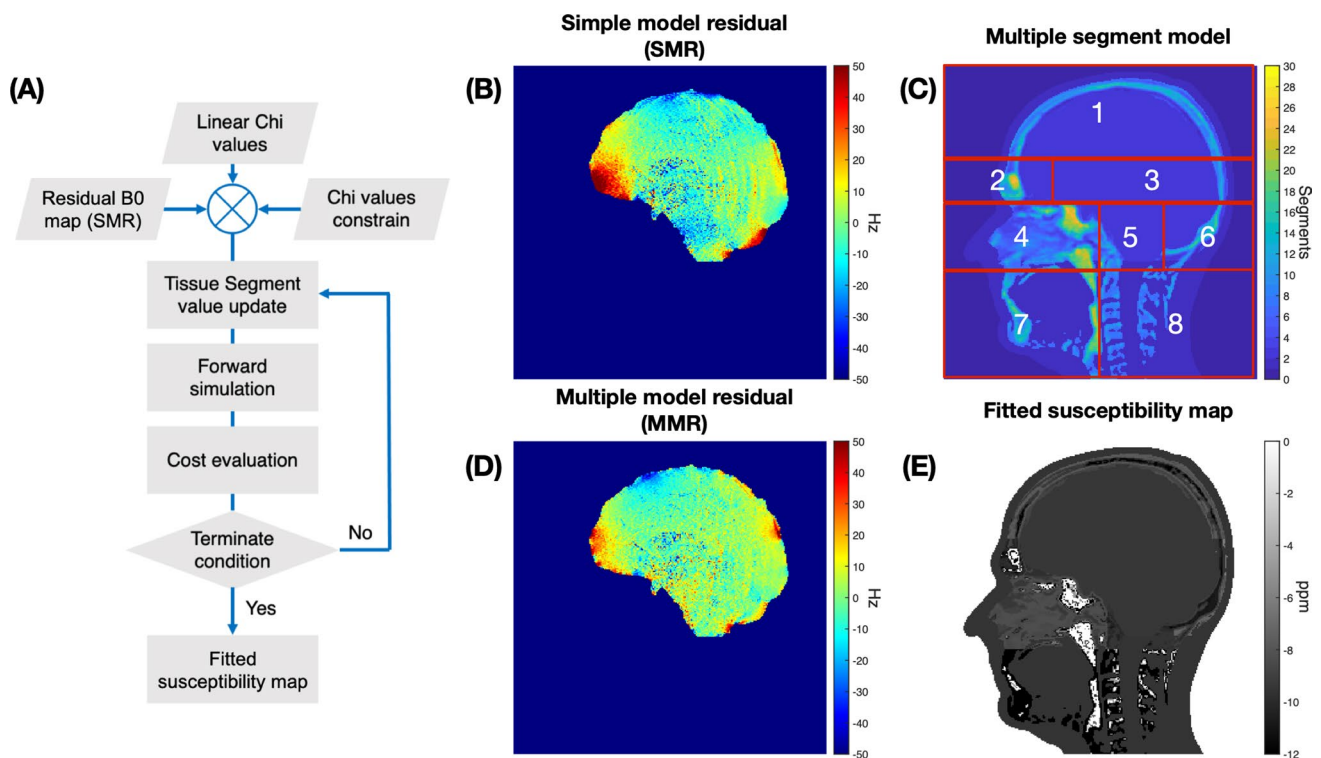 (A)
Linear Chi
values
Residual B0
map (SMR)
Chi values
constrain
Tissue Segment
value update
Forward
simulation
Cost evaluation
Terminate
condition
No
Yes
Fitted
susceptibility map
Simple model residual
(SMR)
(B)
50
40
30
20
10
0
-10
-20
-30
-40
-50
Hz
Multiple segment model
(C)
1
2
3
4
5
6
7
8
30
28
26
24
22
20
18
16
14
12
10
8
6
4
2
0
Segments
Multiple model residual
(MMR)
(D)
50
40
30
20
10
0
-10
-20
-30
-40
-50
Hz
Fitted susceptibility map
(E)
0
-2
-4
-6
-8
-10
-12
ppm